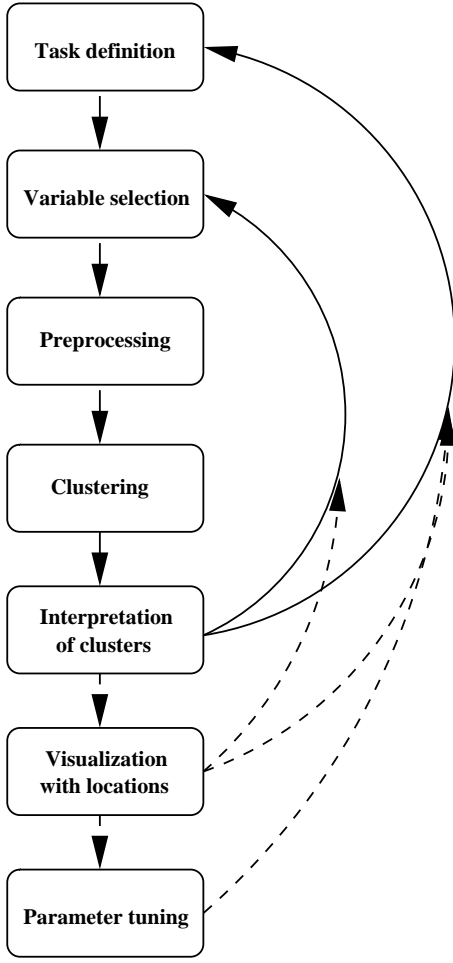 Task definition
Variable selection
Preprocessing
Clustering
Interpretation
of clusters
Visualization
with locations
Parameter tuning